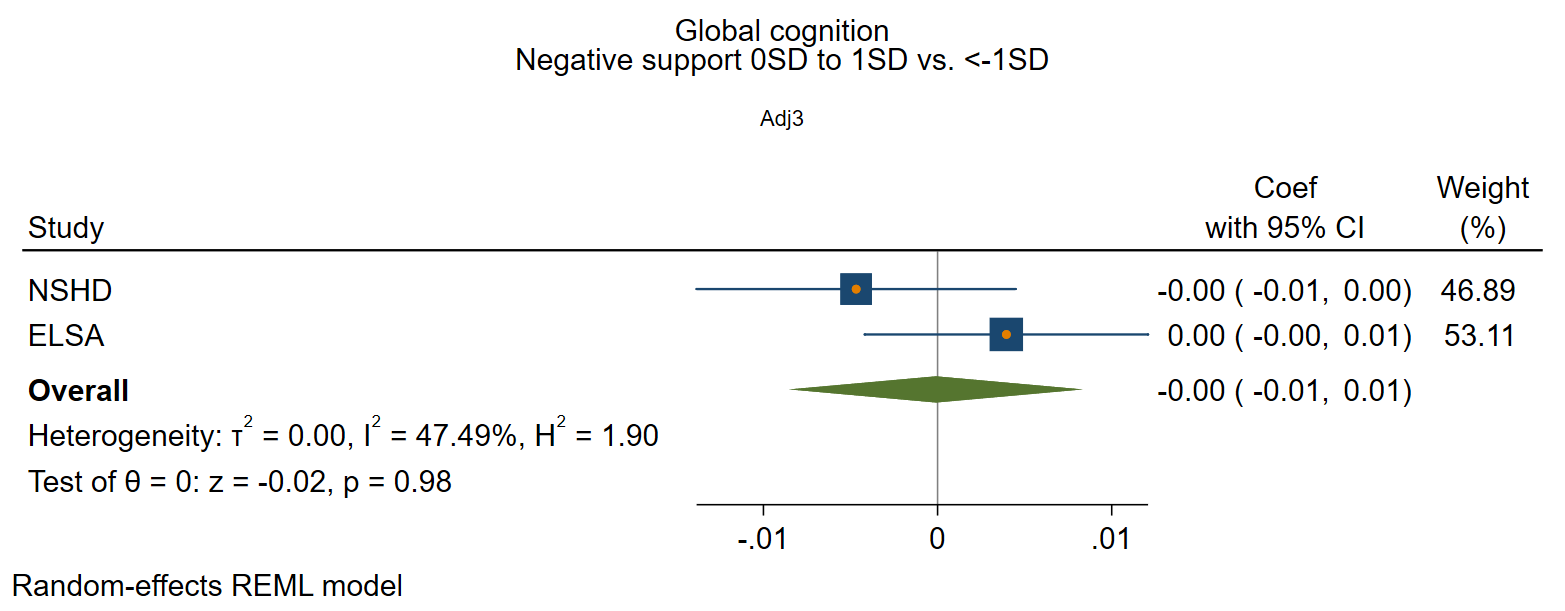 Global cognition
Negative support 0SD to 1SD vs. <-1SD
Adj3
Coef Weight
Study with 95% CI (%)
NSHD -0.00 ( -0.01, 0.00) 46.89
ELSA 0.00 ( -0.00, 0.01) 53.11
Overall -0.00 ( -0.01, 0.01)
Heterogeneity: τ² = 0.00, I² = 47.49%, H² = 1.90
Test of θ = 0: z = -0.02, p = 0.98
-.01 0 .01
Random-effects REML model